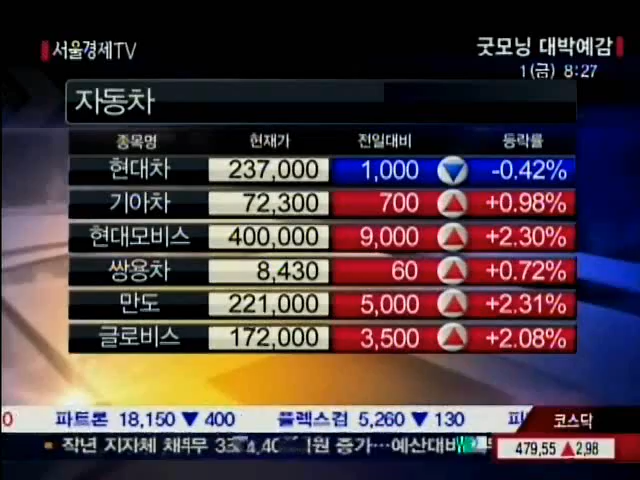 서울경제TV
굿모닝 대박예감
1(금) 8:27
자동차
종목명 현재가 전일대비 등락률
현대차 237,000 1,000 ▼ -0.42%
기아차 72,300 700 ▲ +0.98%
현대모비스 400,000 9,000 ▲ +2.30%
쌍용차 8,430 60 ▲ +0.72%
만도 221,000 5,000 ▲ +2.31%
글로비스 172,000 3,500 ▲ +2.08%
0 파트론 18,150 ▼ 400 플렉스컴 5,260 ▼ 130
코스닥
작년 지자체 채무 증가…예산대비
479,55 ▲2,98